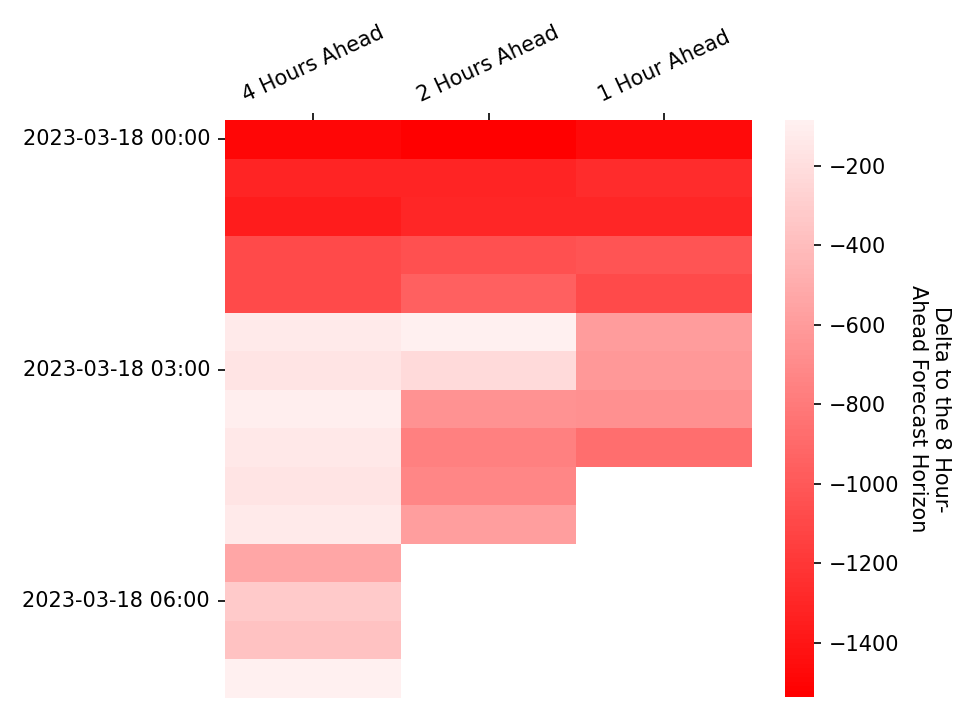 4 Hours Ahead
2 Hours Ahead
1 Hour Ahead
2023-03-18 00:00
2023-03-18 03:00
2023-03-18 06:00
−200
−400
−600
−800
−1000
−1200
−1400
Delta to the 8 Hour-
Ahead Forecast Horizon